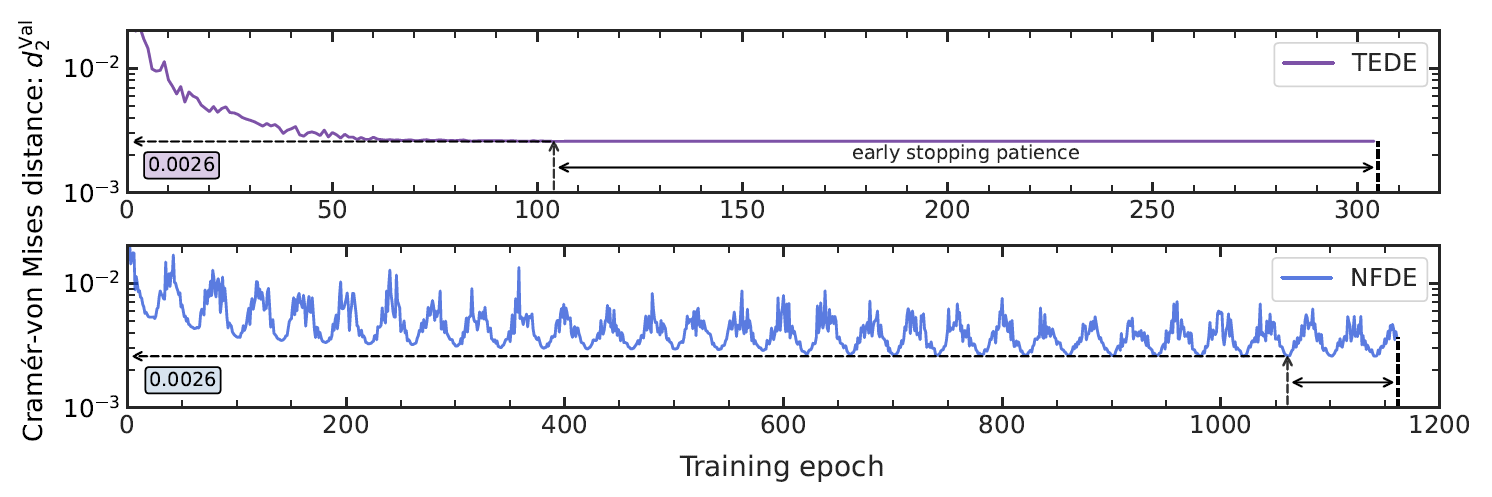 Cramér-von Mises distance: d₂^Val
10⁻²
10⁻³
TEDE
0.0026
early stopping patience
0 50 100 150 200 250 300
10⁻²
10⁻³
NFDE
0.0026
0 200 400 600 800 1000 1200
Training epoch